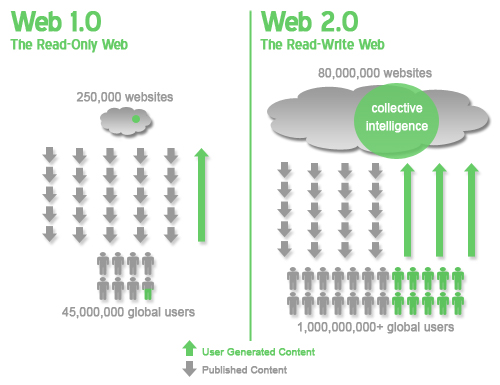 Web 1.0
The Read-Only Web
250,000 websites
45,000,000 global users
Web 2.0
The Read-Write Web
80,000,000 websites
collective
intelligence
1,000,000,000+ global users
User Generated Content
Published Content